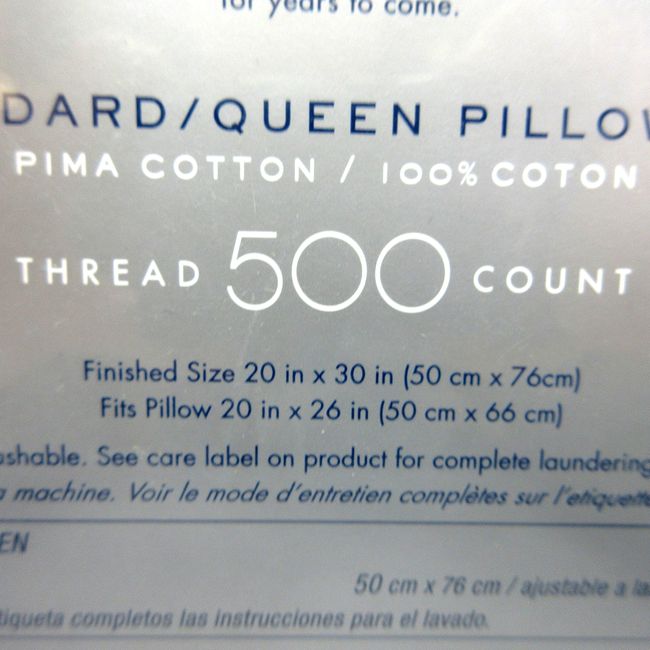 for years to come.
DARD/QUEEN PILLOW
PIMA COTTON / 100% COTON
THREAD 500 COUNT
Finished Size 20 in x 30 in (50 cm x 76cm)
Fits Pillow 20 in x 26 in (50 cm x 66 cm)
shable. See care label on product for complete laundering
a machine. Voir le mode d'entretien complètes sur l'etiquette
EN
50 cm x 76 cm / ajustable a la
tiqueta completos las instrucciones para el lavado.